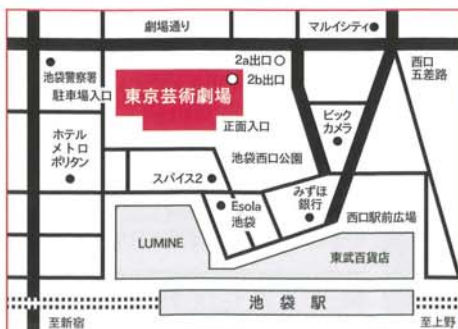 劇場通り
マルイシティ
2a出口
西口
五差路
池袋警察署
2b出口
駐車場入口
東京芸術劇場
正面入口
ビック
カメラ
ホテル
メトロ
ポリタン
池袋西口公園
スパイス2
みずほ
銀行
Esola
池袋
西口駅前広場
LUMINE
東武百貨店
池袋駅
至新宿
至上野